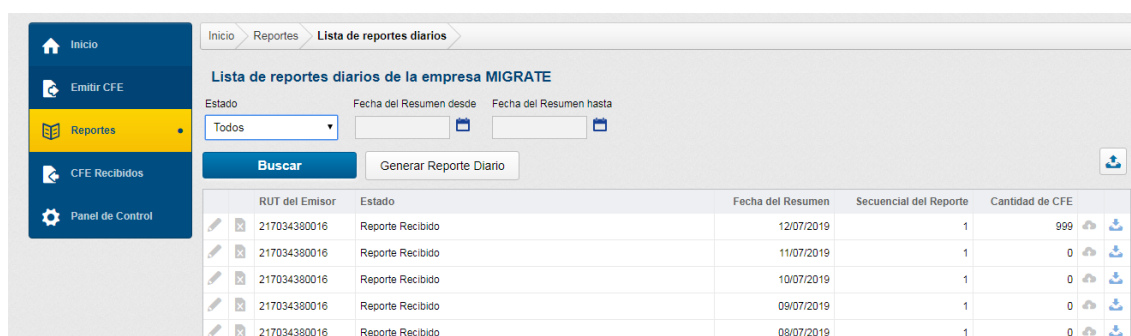 Inicio
Emitir CFE
Reportes
CFE Recibidos
Panel de Control
Inicio Reportes Lista de reportes diarios
Lista de reportes diarios de la empresa MIGRATE
Estado Fecha del Resumen desde Fecha del Resumen hasta
Todos
Buscar Generar Reporte Diario
RUT del Emisor Estado Fecha del Resumen Secuencial del Reporte Cantidad de CFE
217034380016 Reporte Recibido 12/07/2019 1 999
217034380016 Reporte Recibido 11/07/2019 1 0
217034380016 Reporte Recibido 10/07/2019 1 0
217034380016 Reporte Recibido 09/07/2019 1 0
217034380016 Reporte Recibido 08/07/2019 1 0